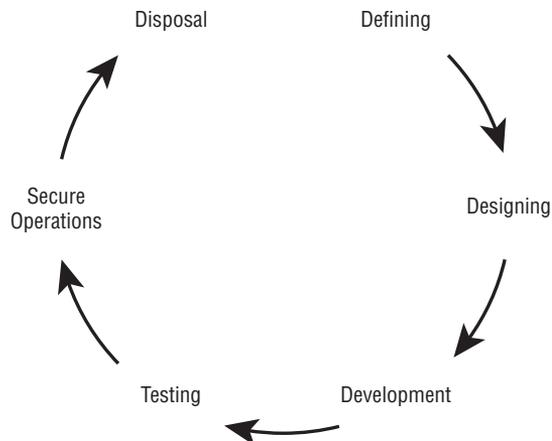 Disposal
Defining
Secure
Operations
Designing
Testing
Development